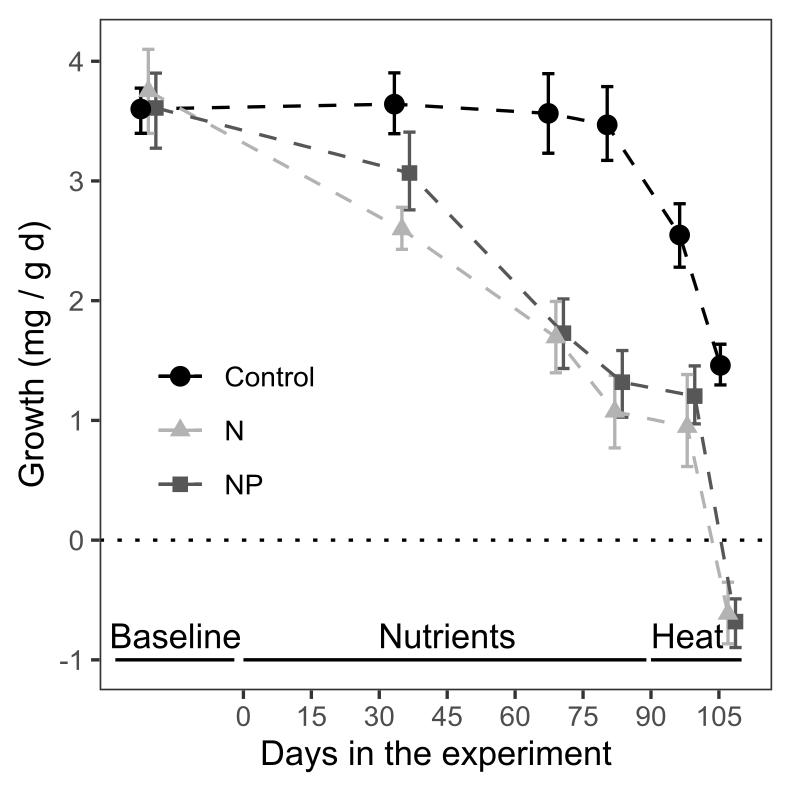 4
3
2
1
0
-1
Growth (mg / g d)
Control
N
NP
Baseline Nutrients Heat
0 15 30 45 60 75 90 105
Days in the experiment